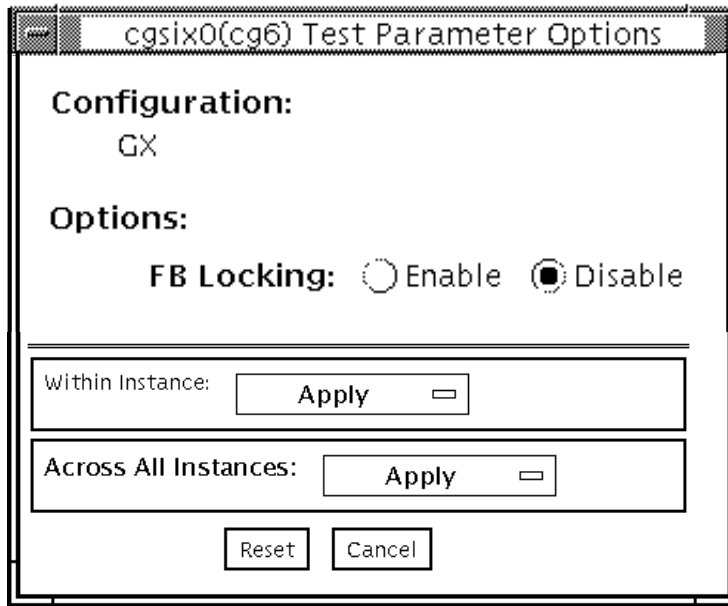 cgsix0(cg6) Test Parameter Options
Configuration:
GX
Options:
FB Locking: Enable Disable
Within Instance: Apply
Across All Instances: Apply
Reset Cancel